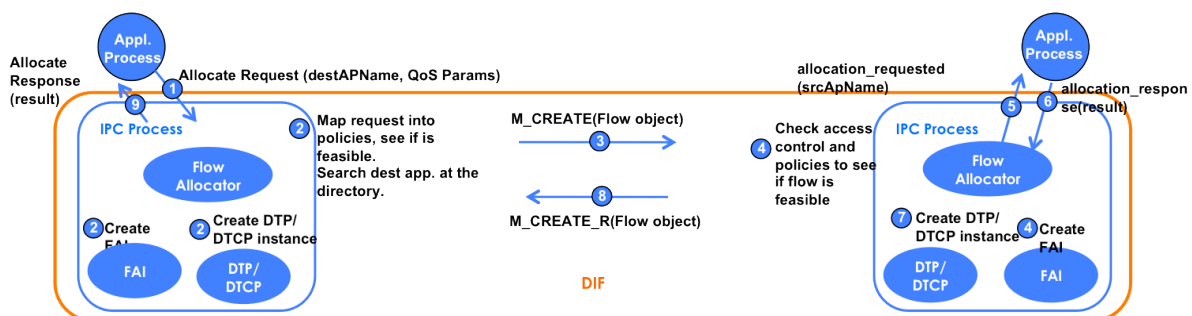 Appl.
Process
Allocate
Response
(result)
1
Allocate Request (destAPName, QoS Params)
9
IPC Process
2
Map request into
policies, see if is
feasible.
Search dest app. at the
directory.
Flow
Allocator
2
Create
FAI
2
Create DTP/
DTCP instance
FAI
DTP/
DTCP
M_CREATE(Flow object)
3
8
M_CREATE_R(Flow object)
DIF
Appl.
Process
allocation_requested
(srcApName)
5
6
allocation_respon
se(result)
4
Check access
control and
policies to see
if flow is
feasible
IPC Process
Flow
Allocator
7
Create DTP/
DTCP instance
4
Create
FAI
DTP/
DTCP
FAI